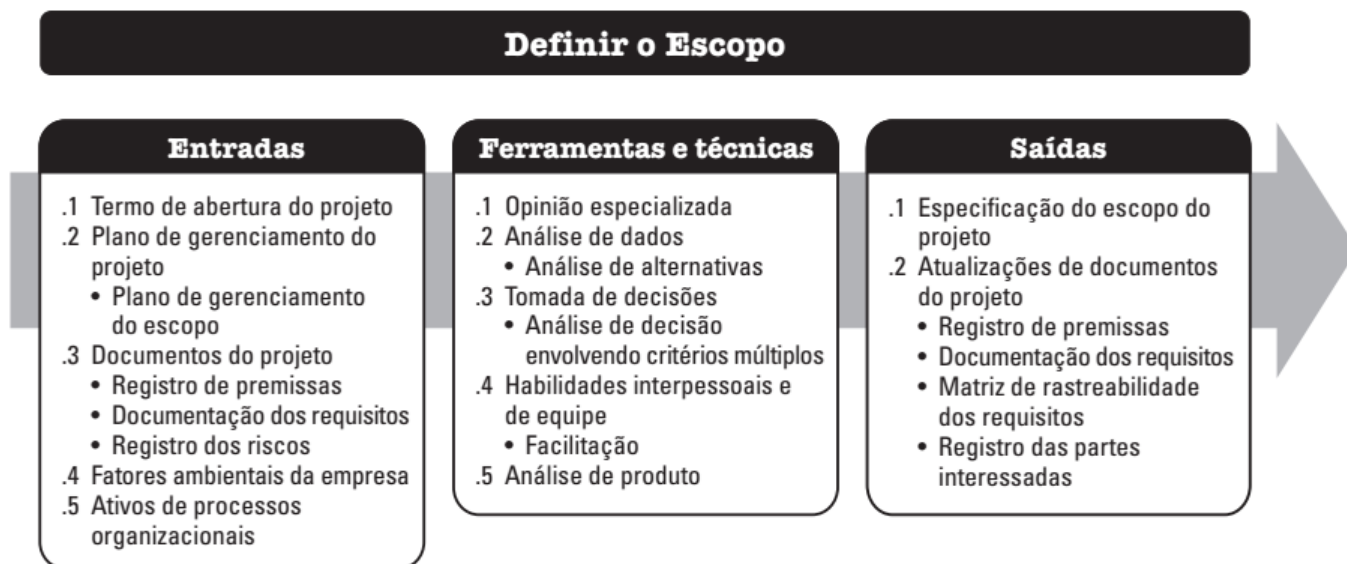 Definir o Escopo
Entradas
.1 Termo de abertura do projeto
.2 Plano de gerenciamento do
projeto
• Plano de gerenciamento
do escopo
.3 Documentos do projeto
• Registro de premissas
• Documentação dos requisitos
• Registro dos riscos
.4 Fatores ambientais da empresa
.5 Ativos de processos
organizacionais
Ferramentas e técnicas
.1 Opinião especializada
.2 Análise de dados
• Análise de alternativas
.3 Tomada de decisões
• Análise de decisão
envolvendo critérios múltiplos
.4 Habilidades interpessoais e
de equipe
• Facilitação
.5 Análise de produto
Saídas
.1 Especificação do escopo do
projeto
.2 Atualizações de documentos
do projeto
• Registro de premissas
• Documentação dos requisitos
• Matriz de rastreabilidade
dos requisitos
• Registro das partes
interessadas